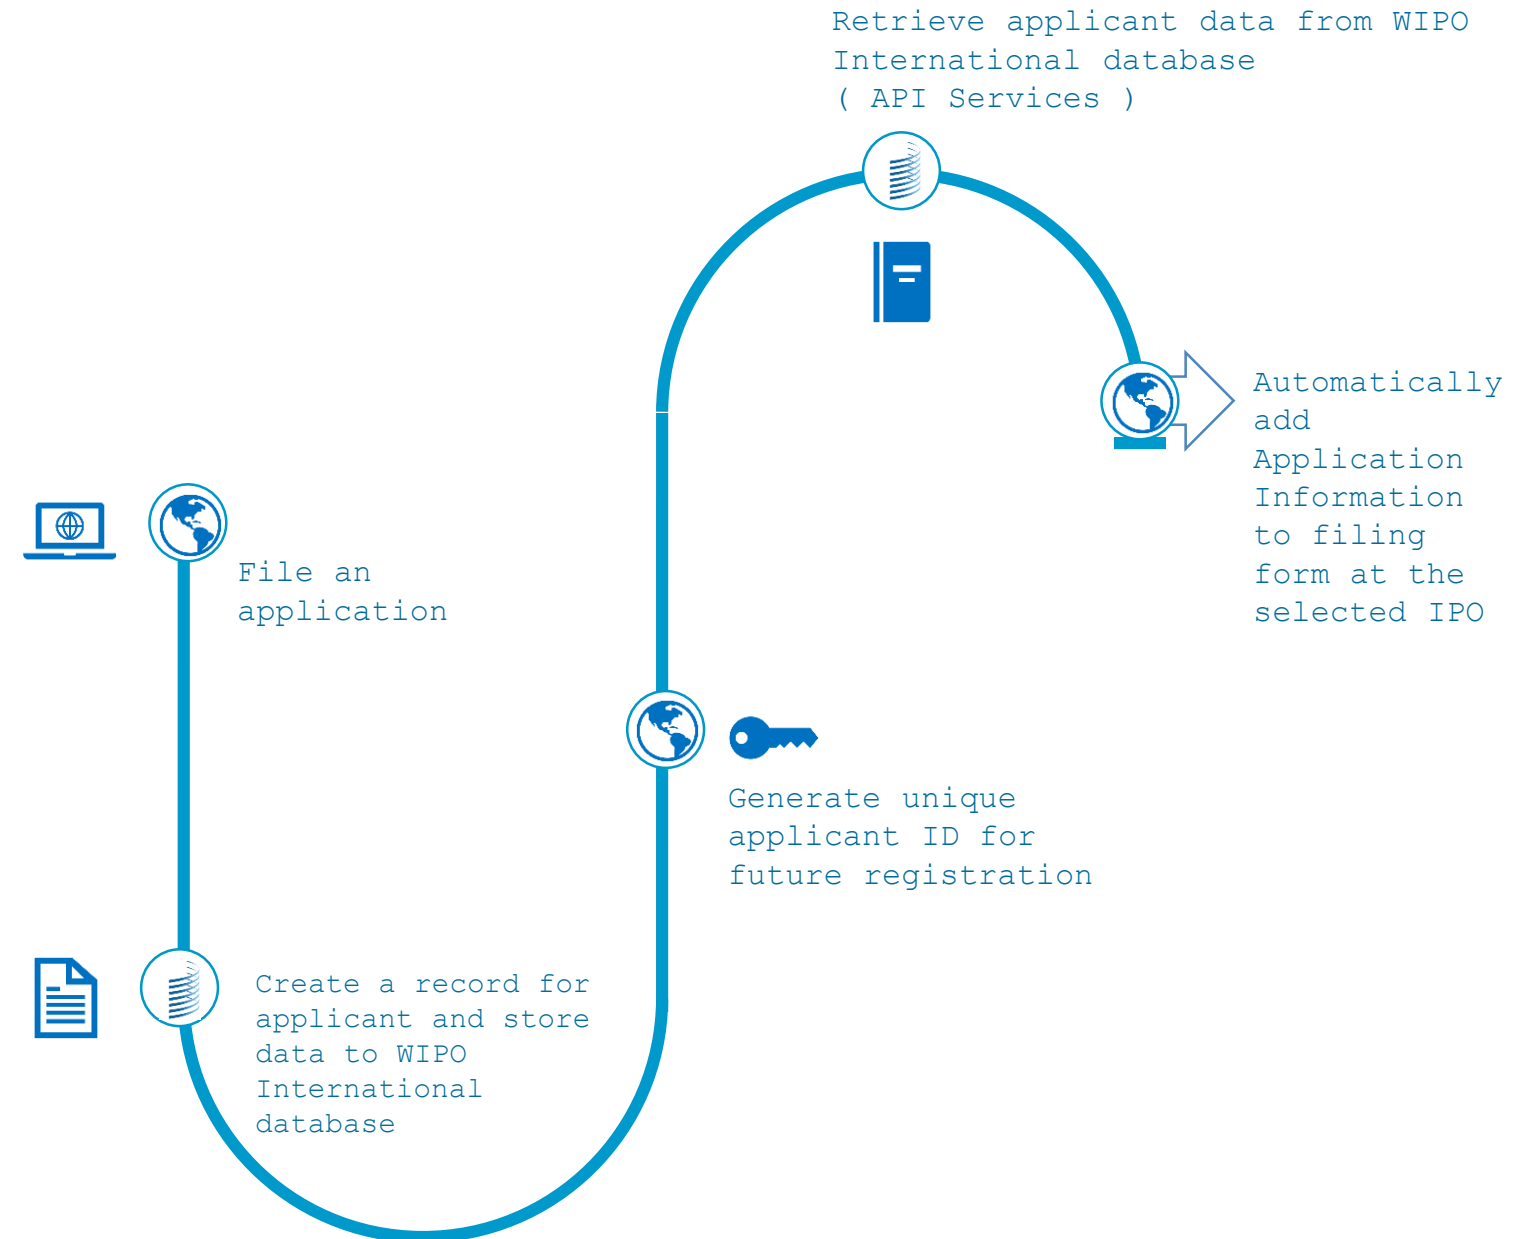 Retrieve applicant data from WIPO
International database
( API Services )
Automatically
add
Application
Information
to filing
form at the
selected IPO
File an
application
Generate unique
applicant ID for
future registration
Create a record for
applicant and store
data to WIPO
International
database